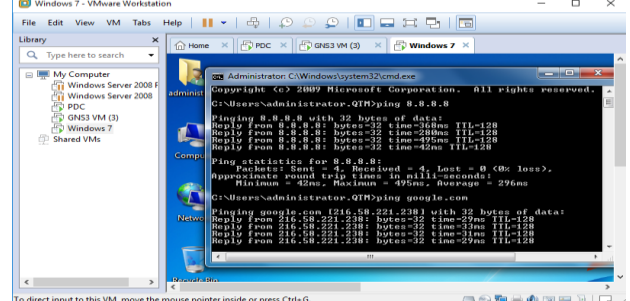 Windows 7 - VMware Workstation
File Edit View VM Tabs Help
Library
Type here to search
My Computer
Windows Server 2008 F
Windows Server 2008
PDC
GNS3 VM (3)
Windows 7
Shared VMs
Home PDC GNS3 VM (3) Windows 7
administ
Compu
Netwo
Recycle Bin
Administrator: C:\Windows\system32\cmd.exe
Copyright (c) 2009 Microsoft Corporation. All rights reserved.
C:\Users\administrator.QTM>ping 8.8.8.8
Pinging 8.8.8.8 with 32 bytes of data:
Reply from 8.8.8.8: bytes=32 time=368ms TTL=128
Reply from 8.8.8.8: bytes=32 time=280ms TTL=128
Reply from 8.8.8.8: bytes=32 time=495ms TTL=128
Reply from 8.8.8.8: bytes=32 time=42ms TTL=128
Ping statistics for 8.8.8.8:
Packets: Sent = 4, Received = 4, Lost = 0 (0% loss),
Approximate round trip times in milli-seconds:
Minimum = 42ms, Maximum = 495ms, Average = 296ms
C:\Users\administrator.QTM>ping google.com
Pinging google.com [216.58.221.238] with 32 bytes of data:
Reply from 216.58.221.238: bytes=32 time=29ms TTL=128
Reply from 216.58.221.238: bytes=32 time=33ms TTL=128
Reply from 216.58.221.238: bytes=32 time=31ms TTL=128
Reply from 216.58.221.238: bytes=32 time=29ms TTL=128
To direct input to this VM, move the mouse pointer inside or press Ctrl+G.